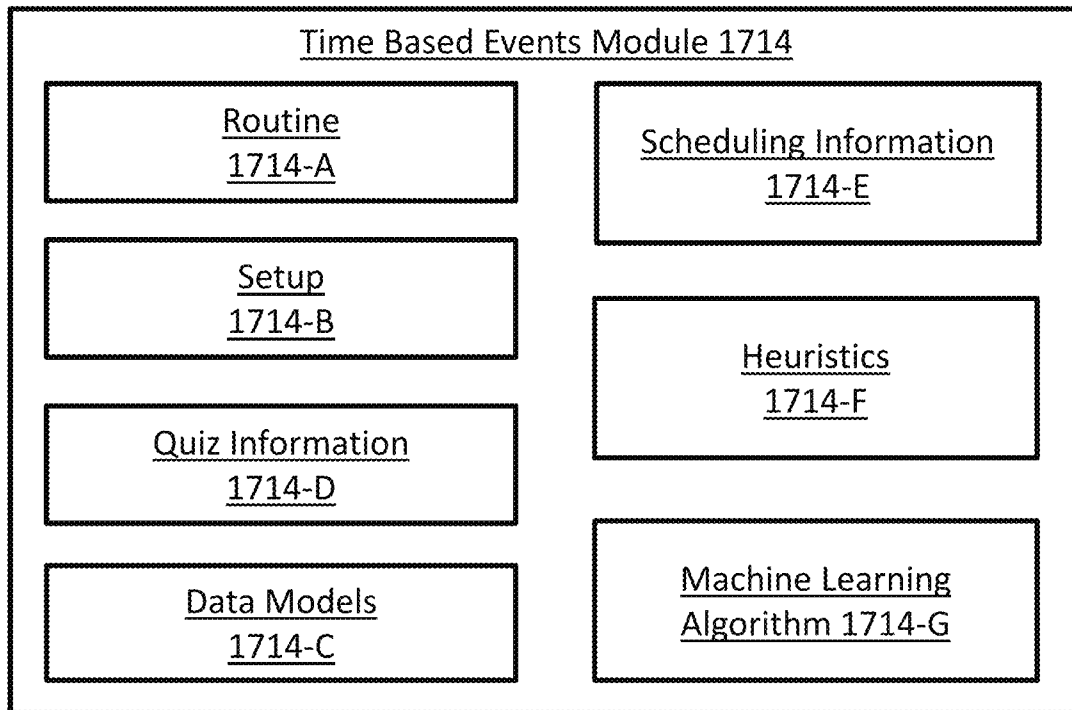 Time Based Events Module 1714
Routine
1714-A
Setup
1714-B
Quiz Information
1714-D
Data Models
1714-C
Scheduling Information
1714-E
Heuristics
1714-F
Machine Learning
Algorithm 1714-G